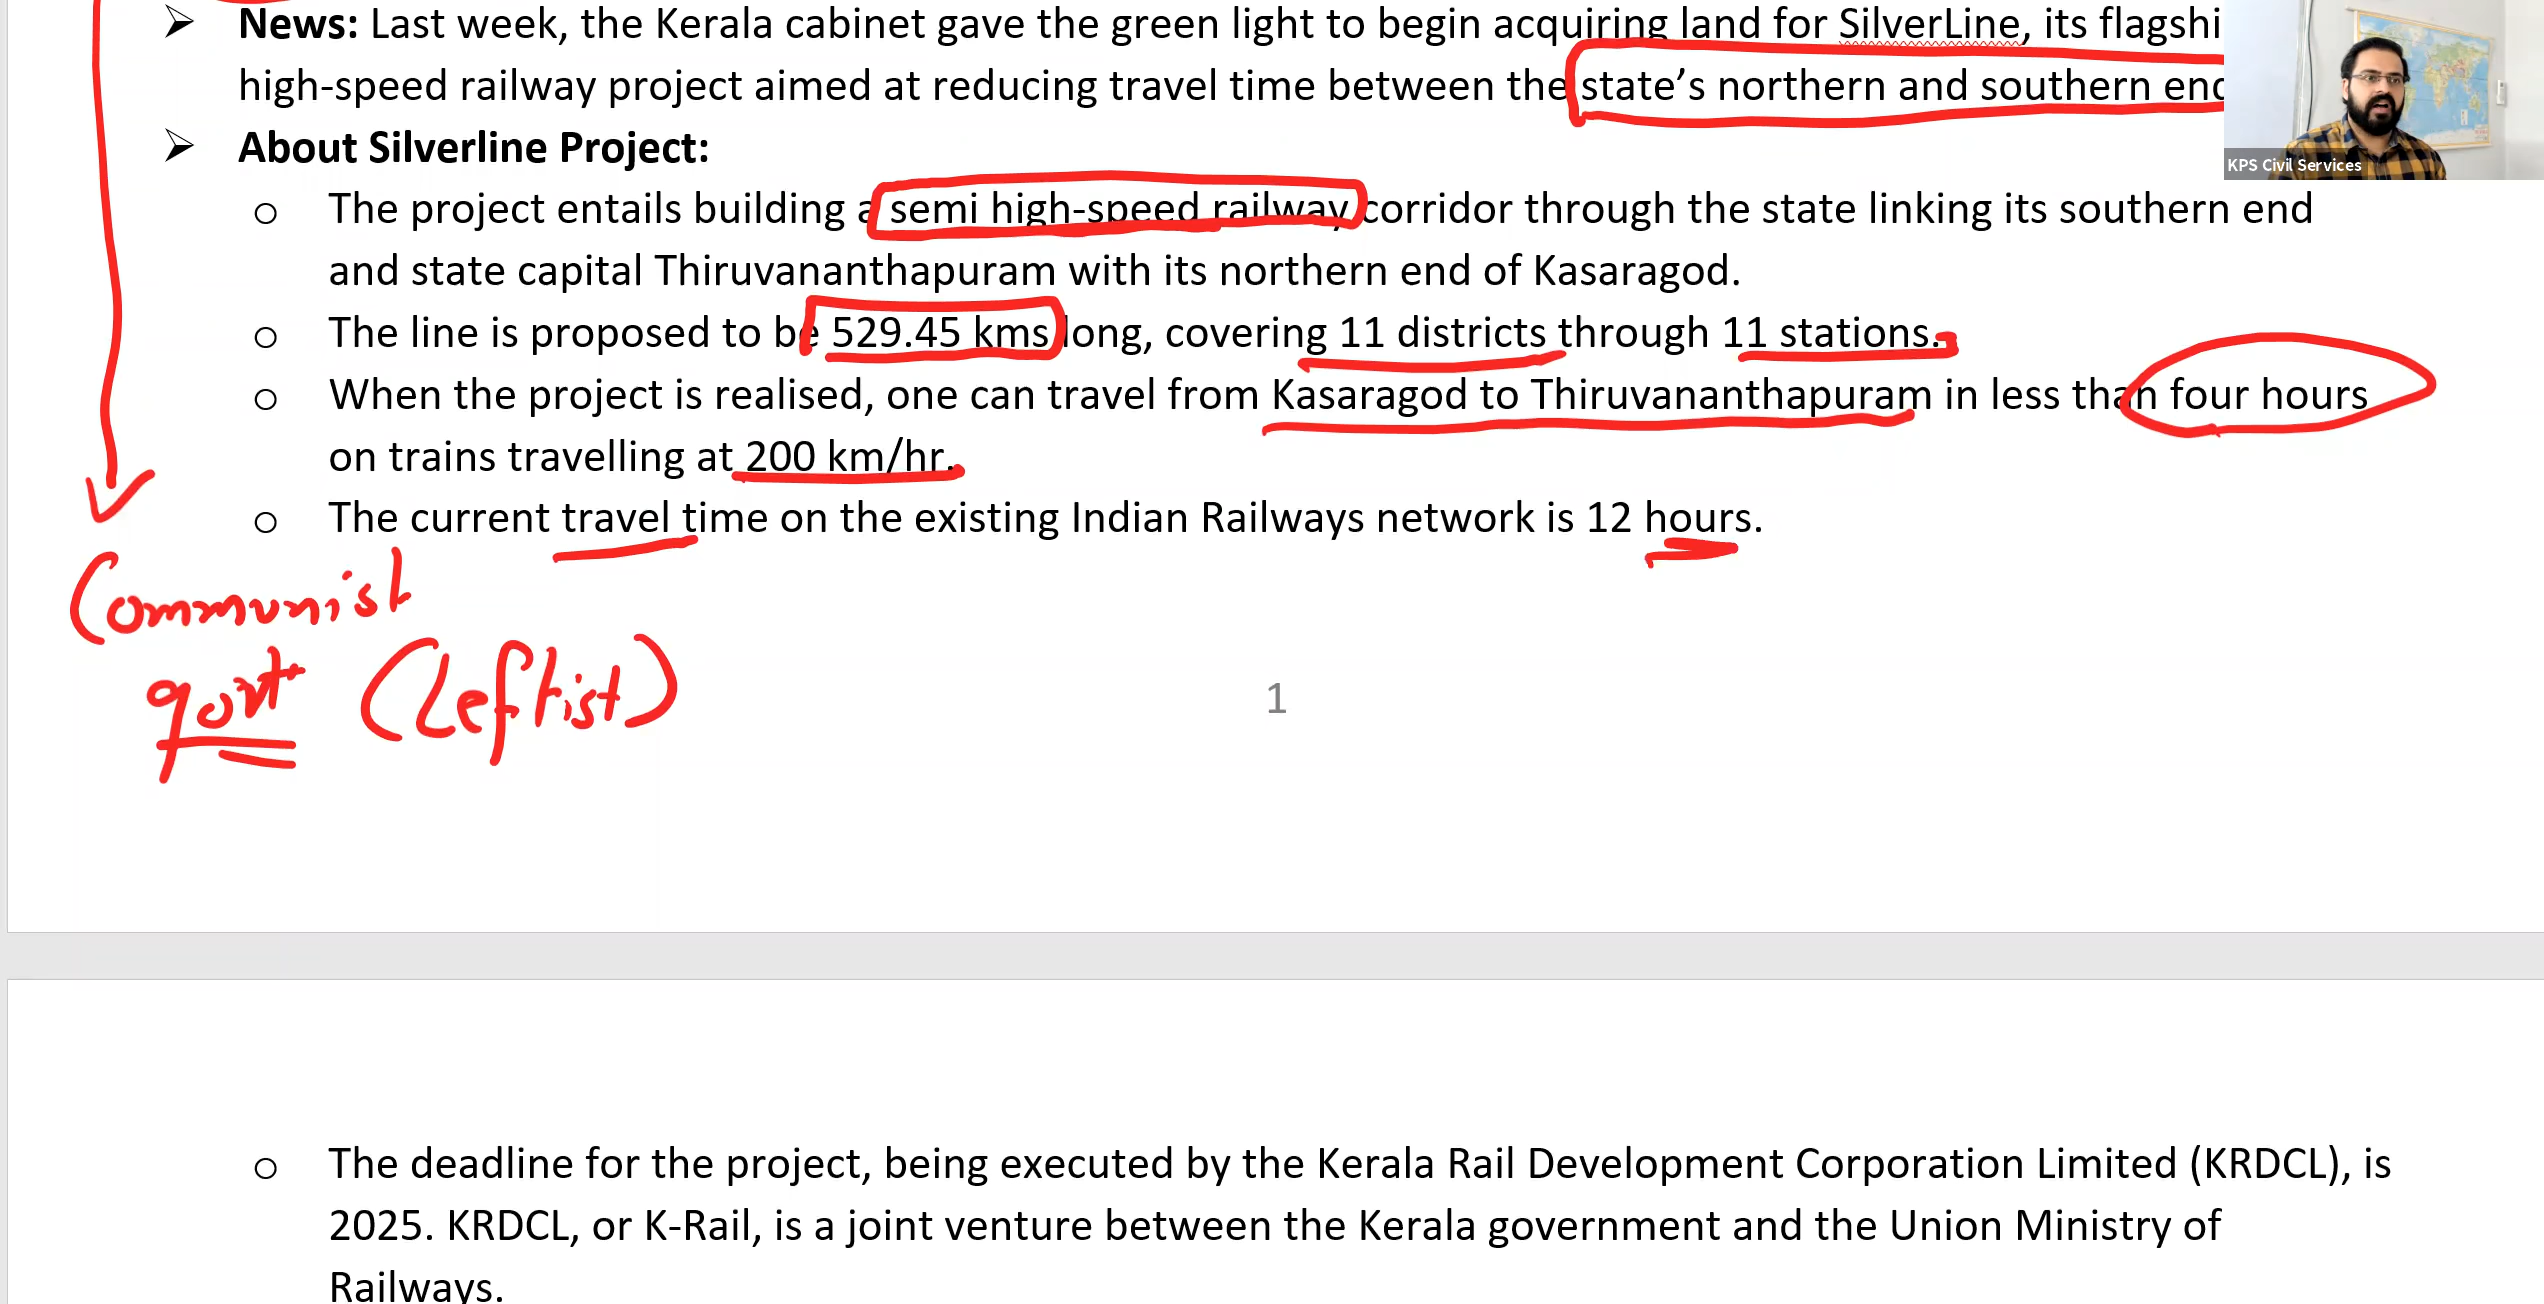 ➢ News: Last week, the Kerala cabinet gave the green light to begin acquiring land for SilverLine, its flagshi
high-speed railway project aimed at reducing travel time between the state's northern and southern end
KPS Civil Services
➢ About Silverline Project:
o The project entails building a semi high-speed railway corridor through the state linking its southern end
and state capital Thiruvananthapuram with its northern end of Kasaragod.
o The line is proposed to be 529.45 kms long, covering 11 districts through 11 stations.
o When the project is realised, one can travel from Kasaragod to Thiruvananthapuram in less than four hours
on trains travelling at 200 km/hr.
o The current travel time on the existing Indian Railways network is 12 hours.
Communist
govt (Leftist)
1
o The deadline for the project, being executed by the Kerala Rail Development Corporation Limited (KRDCL), is
2025. KRDCL, or K-Rail, is a joint venture between the Kerala government and the Union Ministry of
Railways.